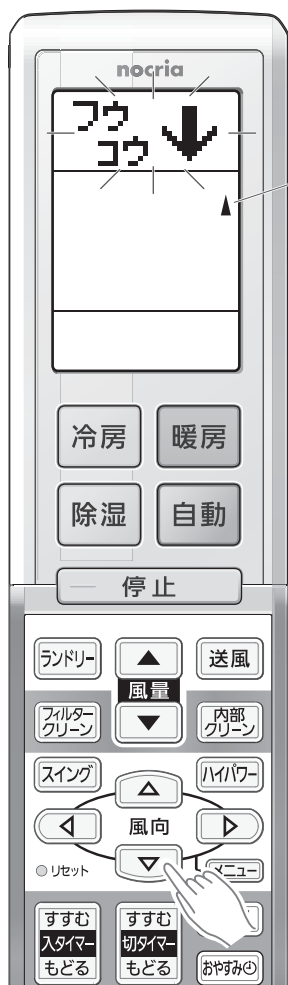 nocria
フウ
コウ
冷房 暖房
除湿 自動
停止
ランドリー 送風
風量
フィルター
クリーン
内部
クリーン
スイング ハイパワー
風向
リセット メニュー
すすむ すすむ
入タイマー 切タイマー
もどる もどる おやすみ